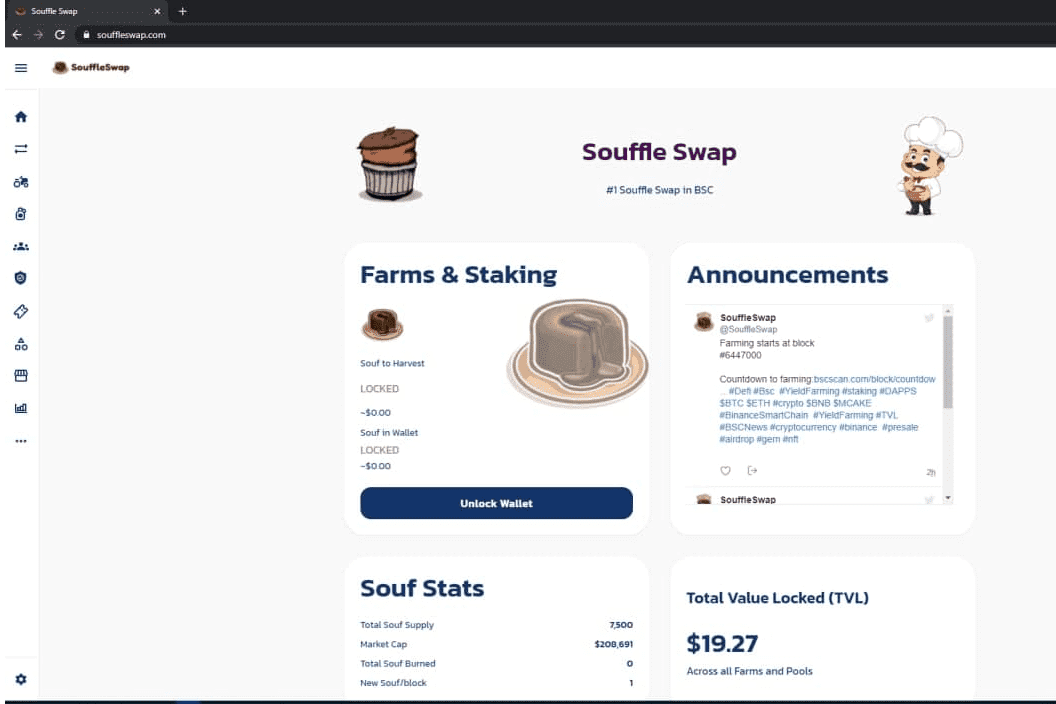 Souffle Swap
souffleswap.com
SouffleSwap
Souffle Swap
#1 Souffle Swap in BSC
Farms & Staking
Souf to Harvest
LOCKED
~$0.00
Souf in Wallet
LOCKED
~$0.00
Unlock Wallet
Announcements
SouffleSwap
@SouffleSwap
Farming starts at block
#6447000
Countdown to farming:bscscan.com/block/countdow
... #Defi #Bsc #YieldFarming #staking #DAPPS
$BTC $ETH #crypto $BNB $MCAKE
#BinanceSmartChain #YieldFarming #TVL
#BSCNews #cryptocurrency #binance #presale
#airdrop #gem #nft
2h
SouffleSwap
Souf Stats
Total Souf Supply 7,500
Market Cap $208,691
Total Souf Burned 0
New Souf/block 1
Total Value Locked (TVL)
$19.27
Across all Farms and Pools